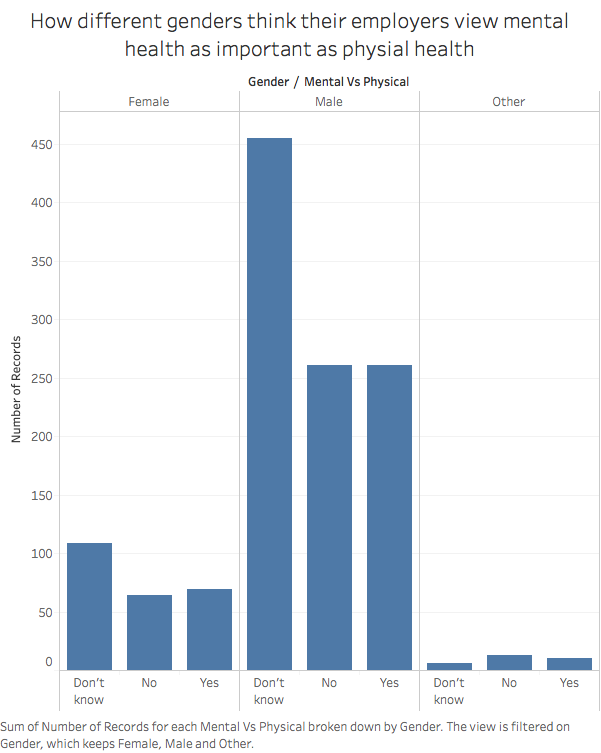 How different genders think their employers view mental
health as important as physial health
Gender / Mental Vs Physical
Female Male Other
450
400
350
300
250
200
150
100
50
0
Number of Records
Don't know No Yes Don't know No Yes Don't know No Yes
Sum of Number of Records for each Mental Vs Physical broken down by Gender. The view is filtered on
Gender, which keeps Female, Male and Other.